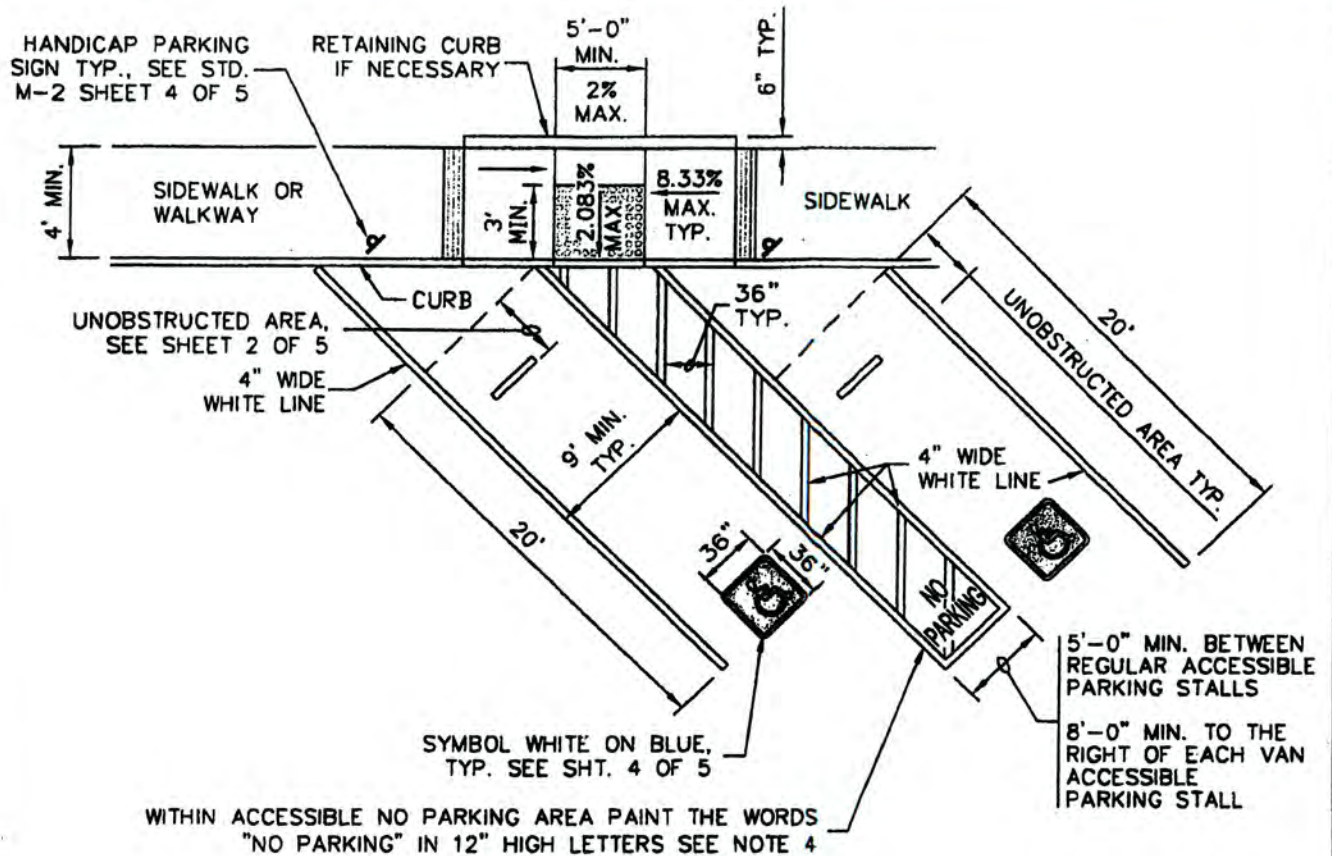 HANDICAP PARKING
SIGN TYP., SEE STD.
M-2 SHEET 4 OF 5
RETAINING CURB
IF NECESSARY
5'-0"
MIN.
2%
MAX.
6" TYP.
4' MIN.
SIDEWALK OR
WALKWAY
3'
MIN.
2.083%
MAX
8.33%
MAX.
TYP.
SIDEWALK
CURB
UNOBSTRUCTED AREA,
SEE SHEET 2 OF 5
4" WIDE
WHITE LINE
36"
TYP.
20'
UNOBSTRUCTED AREA TYP.
9' MIN.
TYP.
4" WIDE
WHITE LINE
20'
36"
36"
NO
PARKING
5'-0" MIN. BETWEEN
REGULAR ACCESSIBLE
PARKING STALLS
8'-0" MIN. TO THE
RIGHT OF EACH VAN
ACCESSIBLE
PARKING STALL
SYMBOL WHITE ON BLUE,
TYP. SEE SHT. 4 OF 5
WITHIN ACCESSIBLE NO PARKING AREA PAINT THE WORDS
"NO PARKING" IN 12" HIGH LETTERS SEE NOTE 4